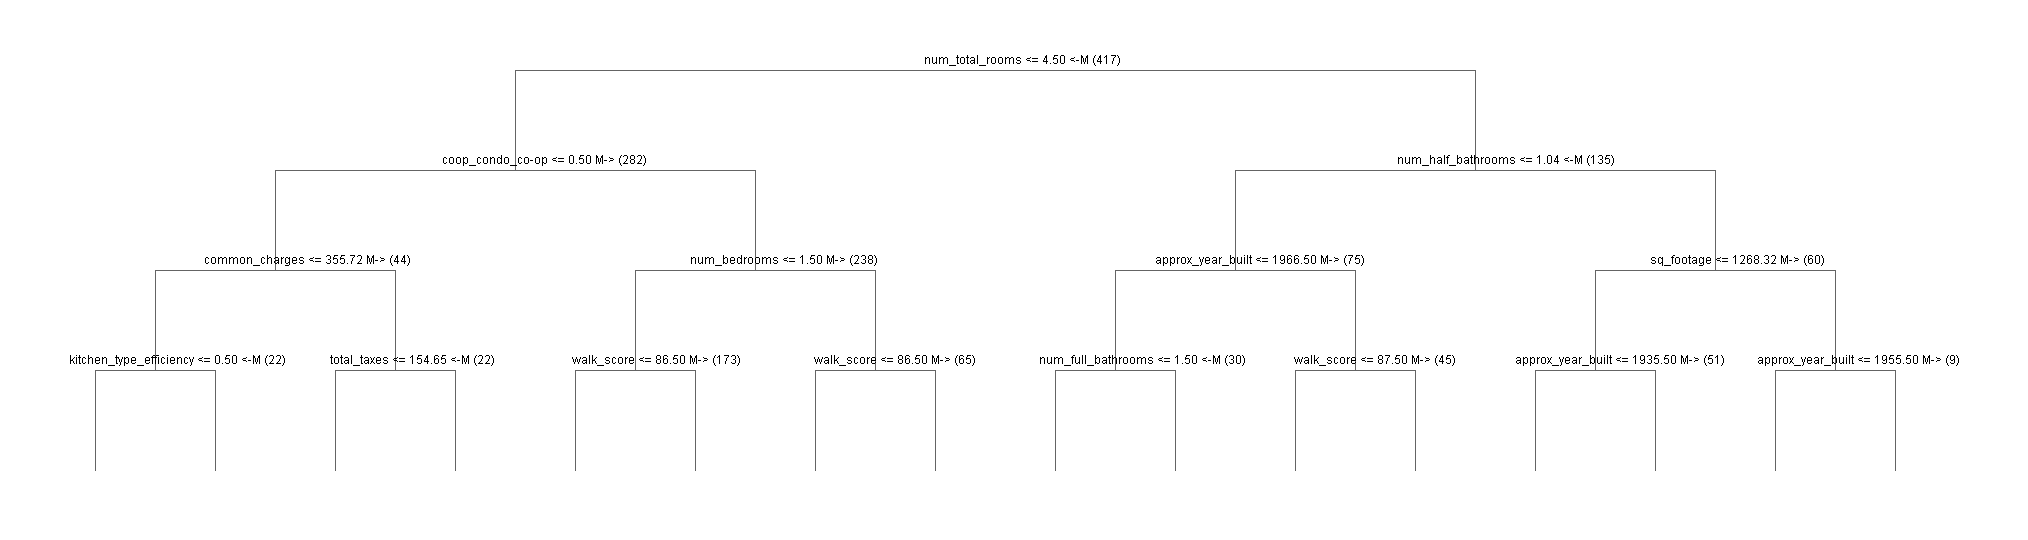 num_total_rooms <= 4.50 <-M (417)
coop_condo_co-op <= 0.50 M-> (282)
num_half_bathrooms <= 1.04 <-M (135)
common_charges <= 355.72 M-> (44)
num_bedrooms <= 1.50 M-> (238)
approx_year_built <= 1966.50 M-> (75)
sq_footage <= 1268.32 M-> (60)
kitchen_type_efficiency <= 0.50 <-M (22)
total_taxes <= 154.65 <-M (22)
walk_score <= 86.50 M-> (173)
walk_score <= 86.50 M-> (65)
num_full_bathrooms <= 1.50 <-M (30)
walk_score <= 87.50 M-> (45)
approx_year_built <= 1935.50 M-> (51)
approx_year_built <= 1955.50 M-> (9)